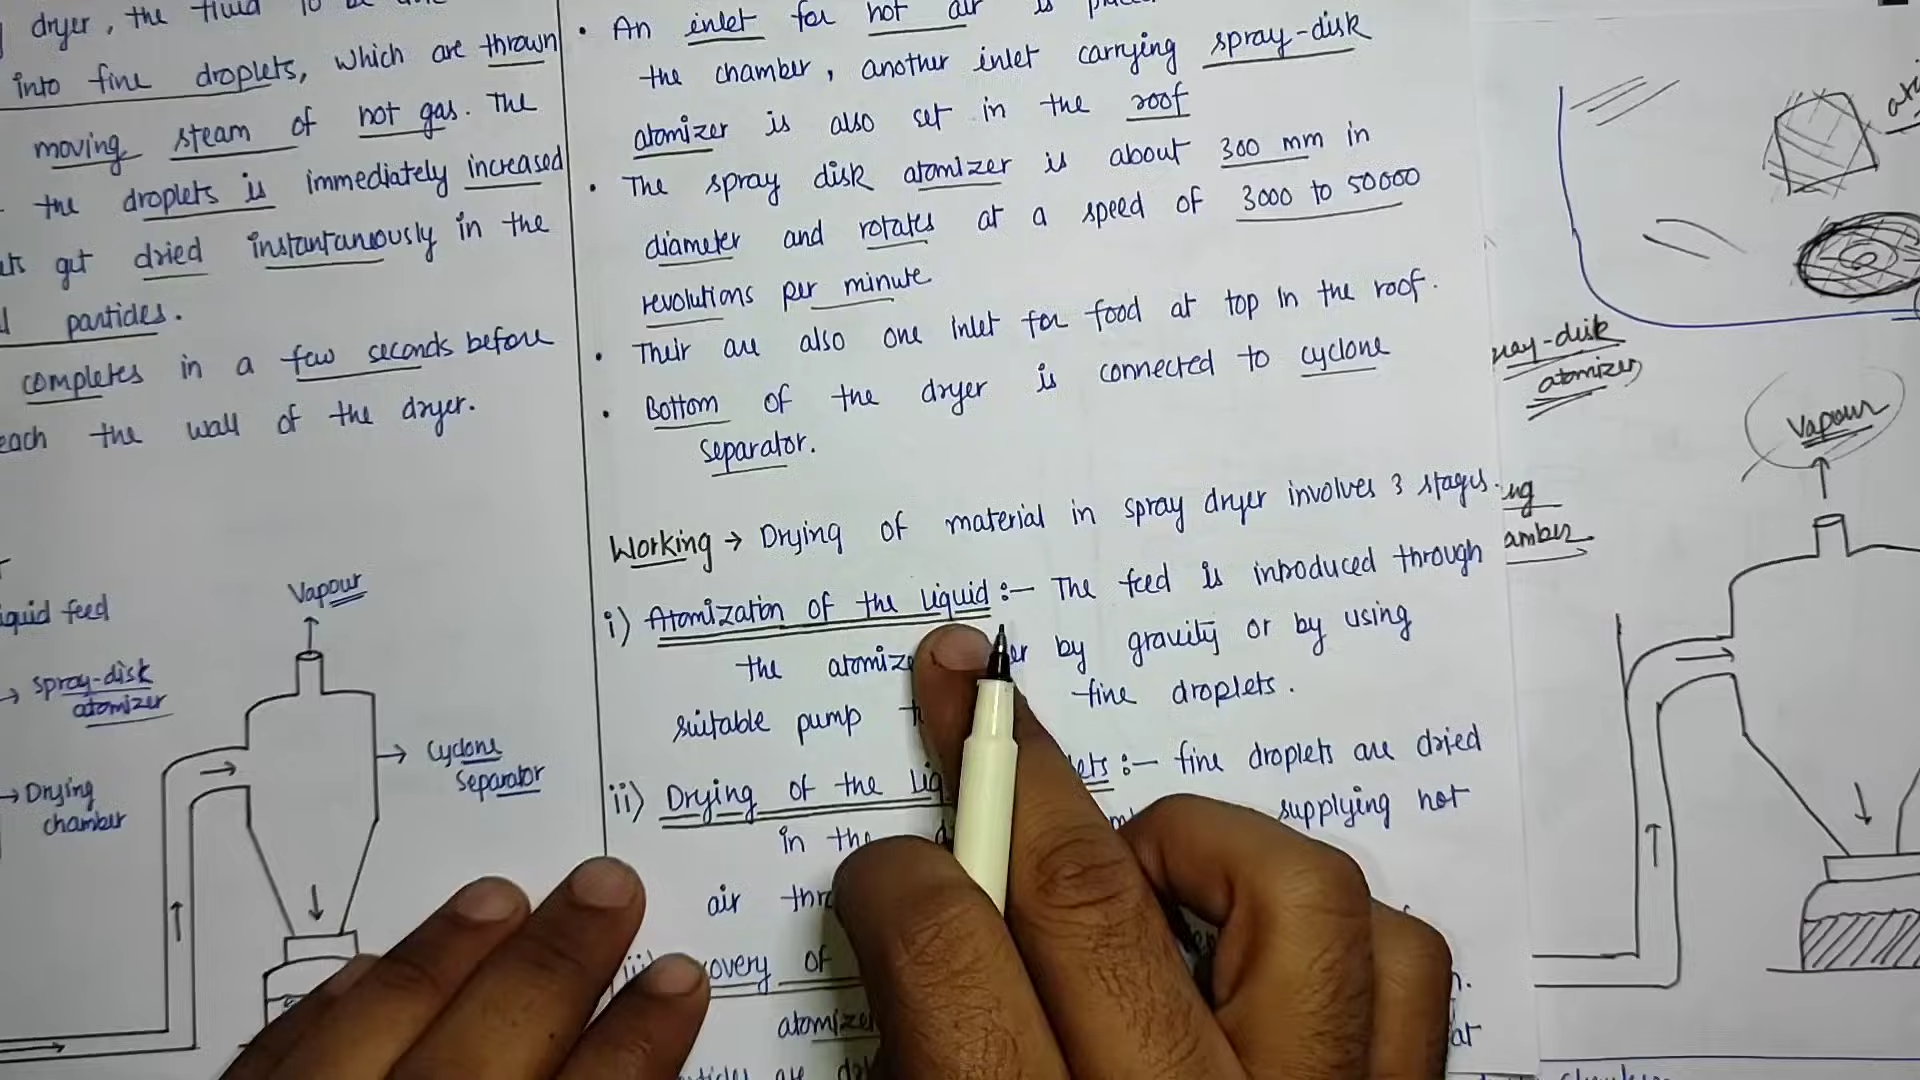 dryer, the fluid to be
into fine droplets, which are thrown
moving steam of hot gas. The
the droplets is immediately increased
get dried instantaneously in the
particles.
completes in a few seconds before
the wall of the dryer.
Vapour
liquid feed
→ spray-disk
atomizer
→ Drying
chamber
→ Cyclone
Separator
• An inlet for hot air is
the chamber, another inlet carrying spray-disk
atomizer is also set in the roof
• The spray disk atomizer is about 300 mm in
diameter and rotates at a speed of 3000 to 50000
revolutions per minute
• Their are also one inlet for food at top in the roof.
• Bottom of the dryer is connected to cyclone
separator.
Working → Drying of material in spray dryer involves 3 stages.
i) Atomization of the liquid :— The feed is introduced through
the by gravity or by using
suitable pump fine droplets.
ii) Drying of the :— fine droplets are dried
in the supplying hot
air
iii) of
atomizer
at
are
spray-disk
atomizer
Vapour